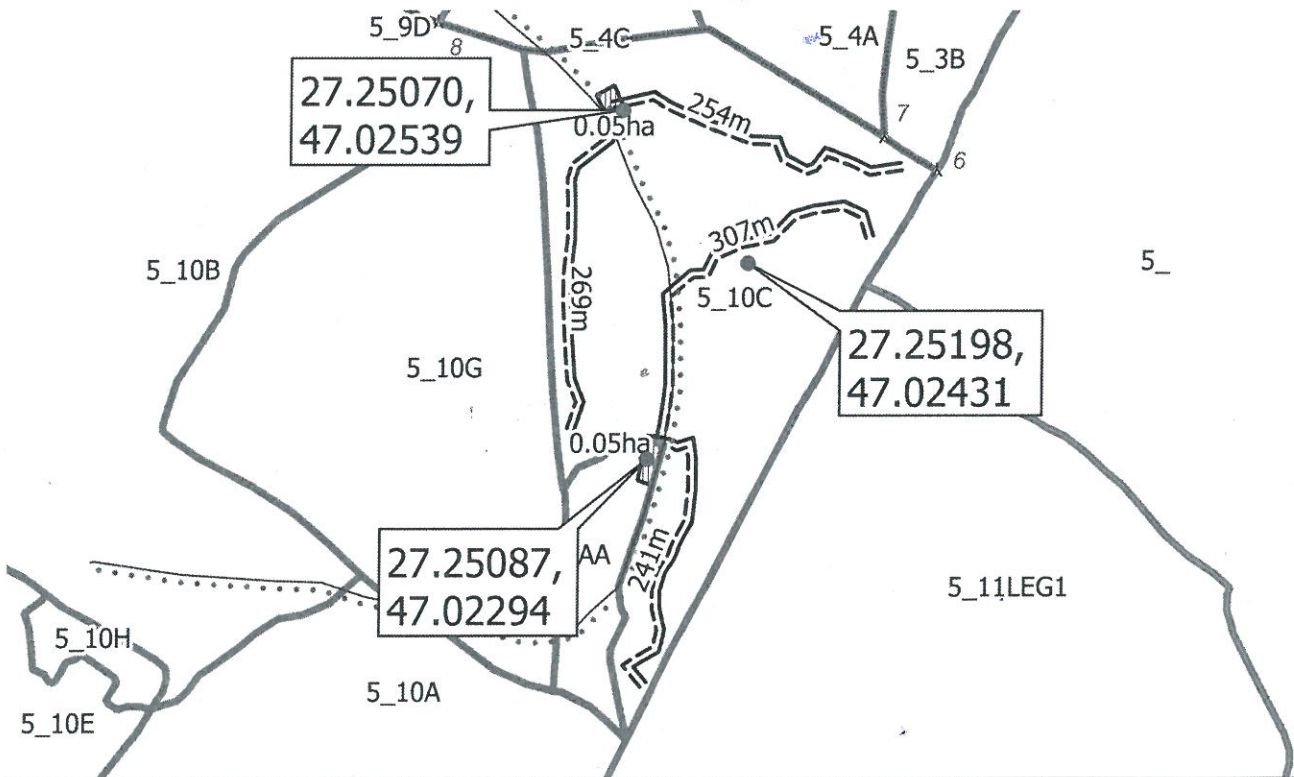 5_9D
8
5_4C
5_4A
5_3B
27.25070,
47.02539
254m
7
0.05ha
6
307m
5_10B
5_
269m
5_10C
27.25198,
47.02431
5_10G
0.05ha
27.25087,
47.02294
AA
241m
5_11LEG1
5_10H
5_10A
5_10E